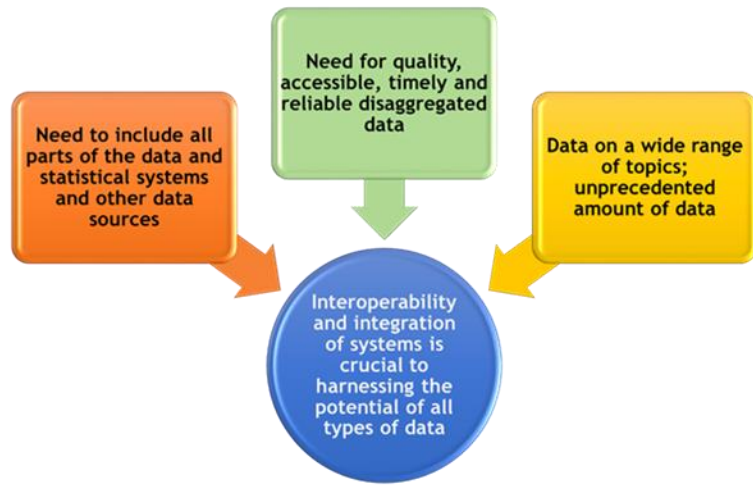 Need to include all
parts of the data and
statistical systems
and other data
sources
Need for quality,
accessible, timely and
reliable disaggregated
data
Data on a wide range
of topics;
unprecedented
amount of data
Interoperability
and integration
of systems is
crucial to
harnessing the
potential of all
types of data